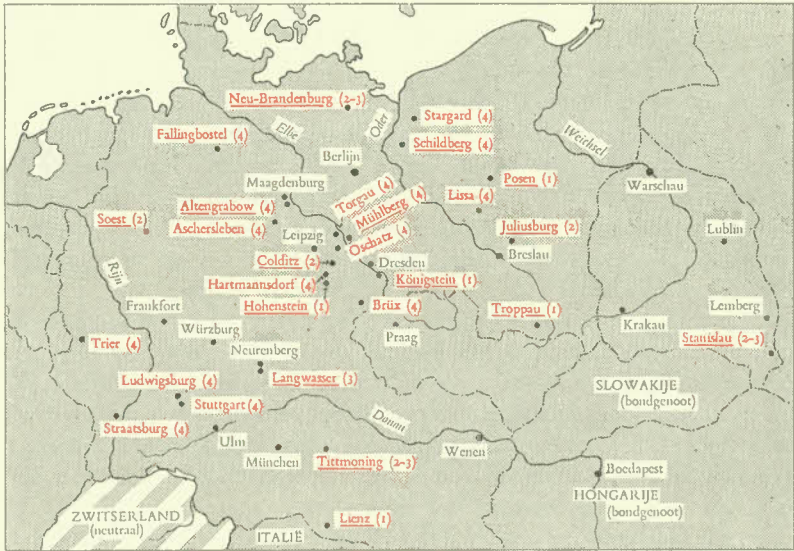 Neu-Brandenburg (2-3)
Stargard (4)
Fallingbostel (4)
Elbe
Oder
Schildberg (4)
Weichsel
Berlijn
Posen (1)
Warschau
Maagdenburg
Torgau (4)
Mühlberg (4)
Lissa (4)
Altengrabow (4)
Soest (2)
Aschersleben (4)
Juliusburg (2)
Lublin
Leipzig
Oschatz (4)
Breslau
Colditz (2)
Dresden
Rijn
Hartmannsdorf (4)
Königstein (1)
Hohenstein (1)
Brüx (4)
Troppau (1)
Frankfort
Krakau
Lemberg
Würzburg
Praag
Trier (4)
Neurenberg
Stanislau (2-3)
Langwasser (3)
Ludwigsburg (4)
SLOWAKIJE
(bondgenoot)
Stuttgart (4)
Straatsburg (4)
Donau
Ulm
Wenen
München
Tittmoning (2-3)
Boedapest
HONGARIJE
(bondgenoot)
ZWITSERLAND
(neutraal)
Lienz (1)
ITALIË